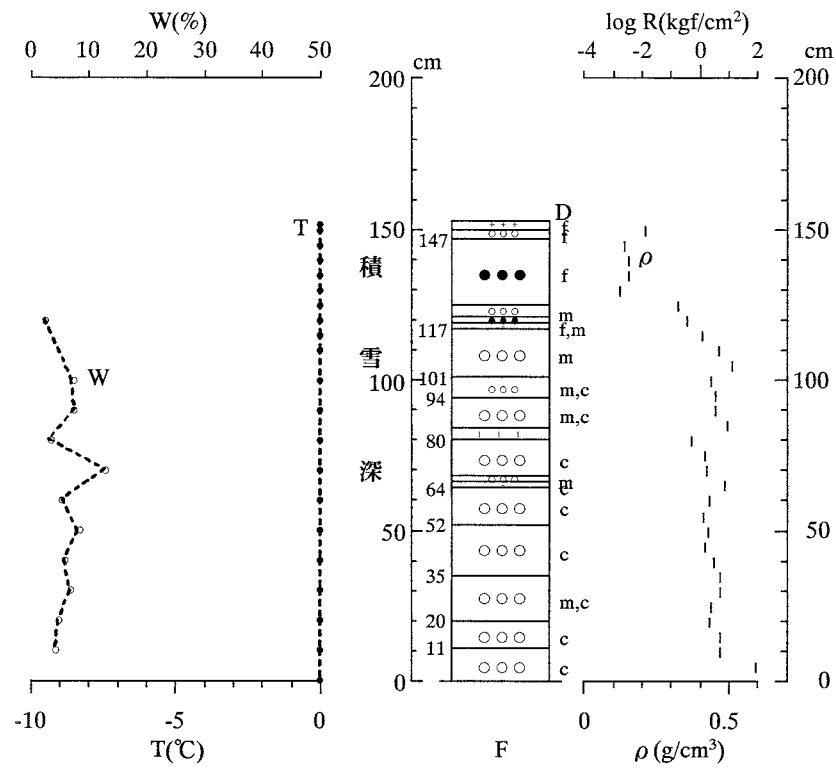 W(%)
0 10 20 30 40 50
log R(kgf/cm²)
-4 -2 0 2
cm
cm
200
200
T
D
f
f
150
150
147
積
ρ
f
m
f,m
117
雪
m
W
100
101
100
m,c
94
m,c
80
深
c
m
c
64
c
52
50
50
c
35
m,c
20
c
11
c
0
0
-10 -5 0
T(℃)
F
0 0.5
ρ (g/cm³)